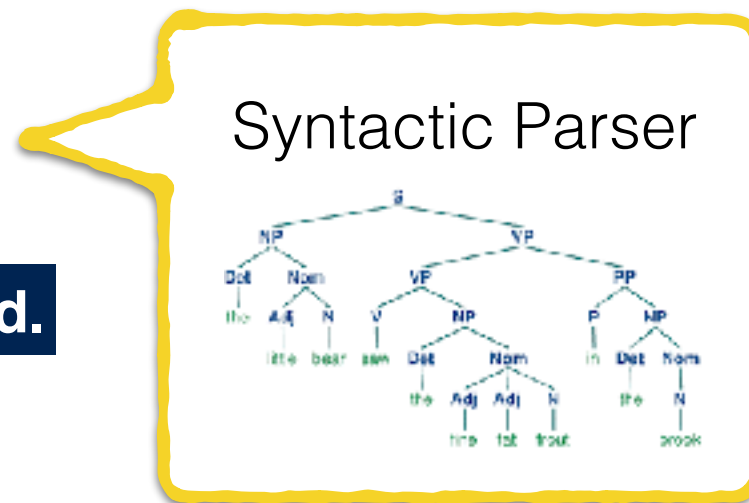 Syntactic Parser
S
NP VP
Det Nom VP PP
the Adj N V NP P NP
little bear saw Det Nom in Det Nom
the Adj Adj N the N
fine fat trout brook
d.